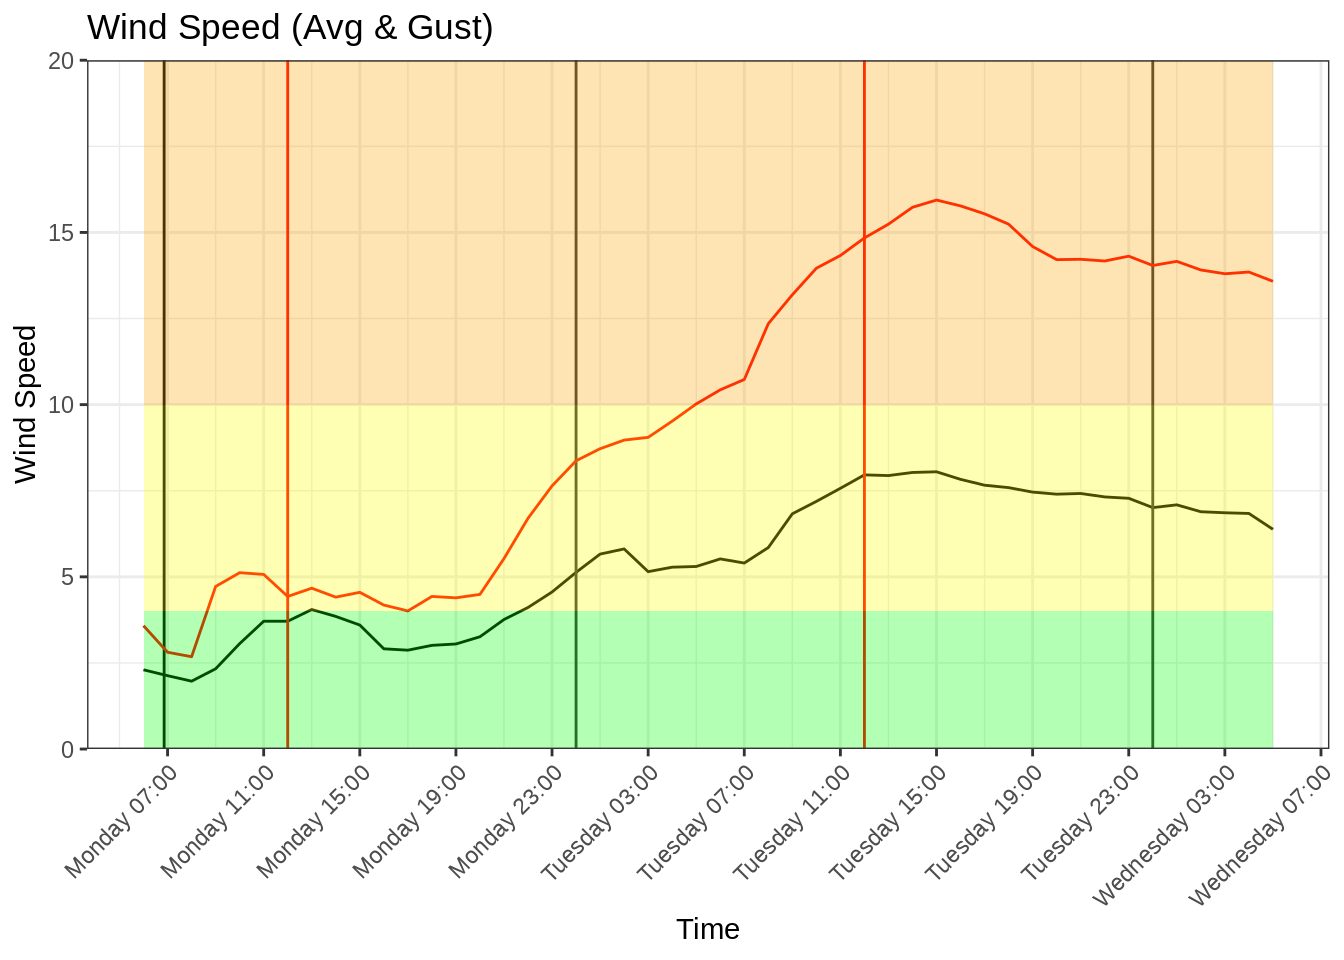 Wind Speed (Avg & Gust)
20
15
10
5
0
Wind Speed
Monday 07:00
Monday 11:00
Monday 15:00
Monday 19:00
Monday 23:00
Tuesday 03:00
Tuesday 07:00
Tuesday 11:00
Tuesday 15:00
Tuesday 19:00
Tuesday 23:00
Wednesday 03:00
Wednesday 07:00
Time